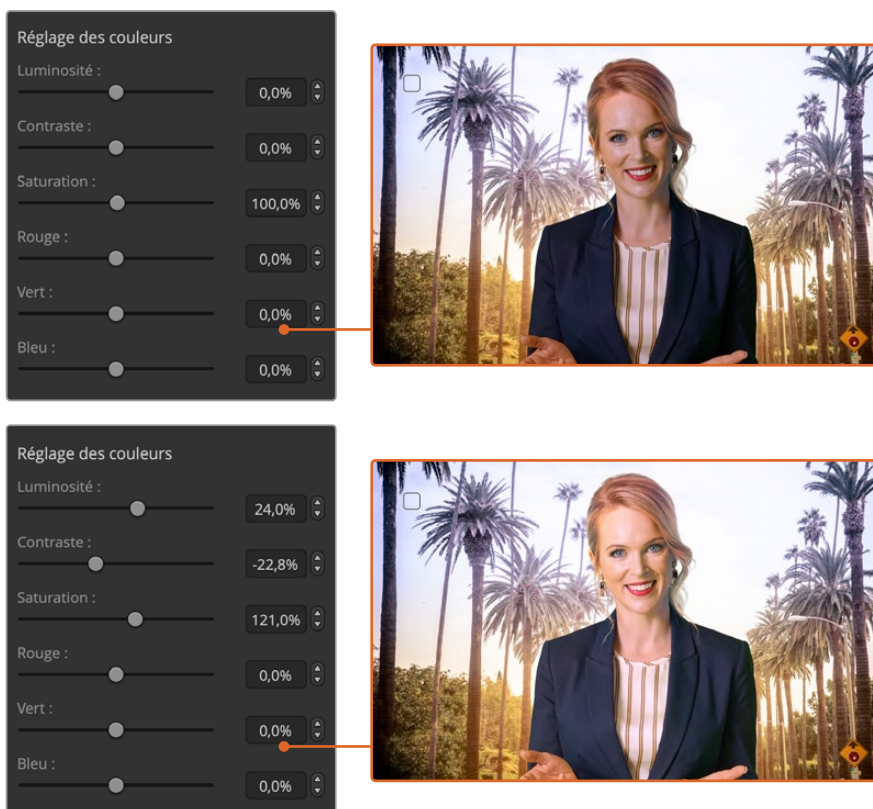 Réglage des couleurs
Luminosité :
0,0%
Contraste :
0,0%
Saturation :
100,0%
Rouge :
0,0%
Vert :
0,0%
Bleu :
0,0%
Réglage des couleurs
Luminosité :
24,0%
Contraste :
-22,8%
Saturation :
121,0%
Rouge :
0,0%
Vert :
0,0%
Bleu :
0,0%